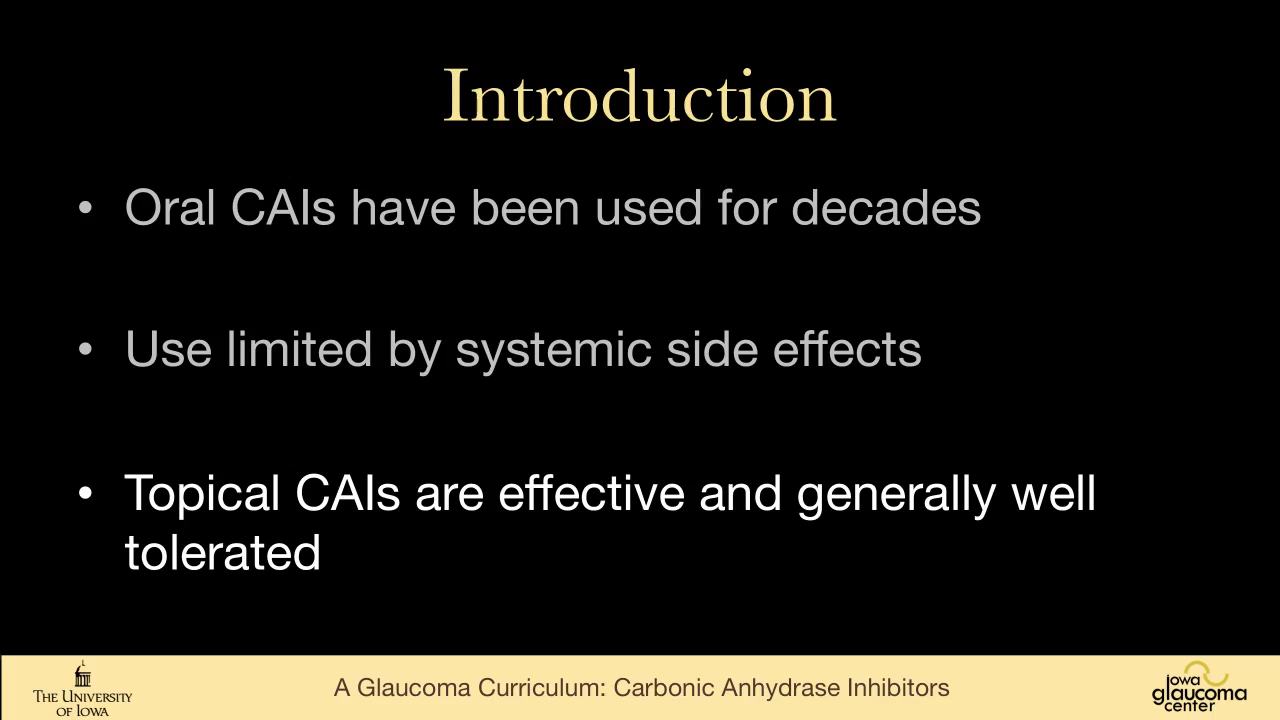 Introduction
• Oral CAIs have been used for decades
• Use limited by systemic side effects
• Topical CAIs are effective and generally well
tolerated
THE UNIVERSITY
OF IOWA
A Glaucoma Curriculum: Carbonic Anhydrase Inhibitors
iowa
glaucoma
center